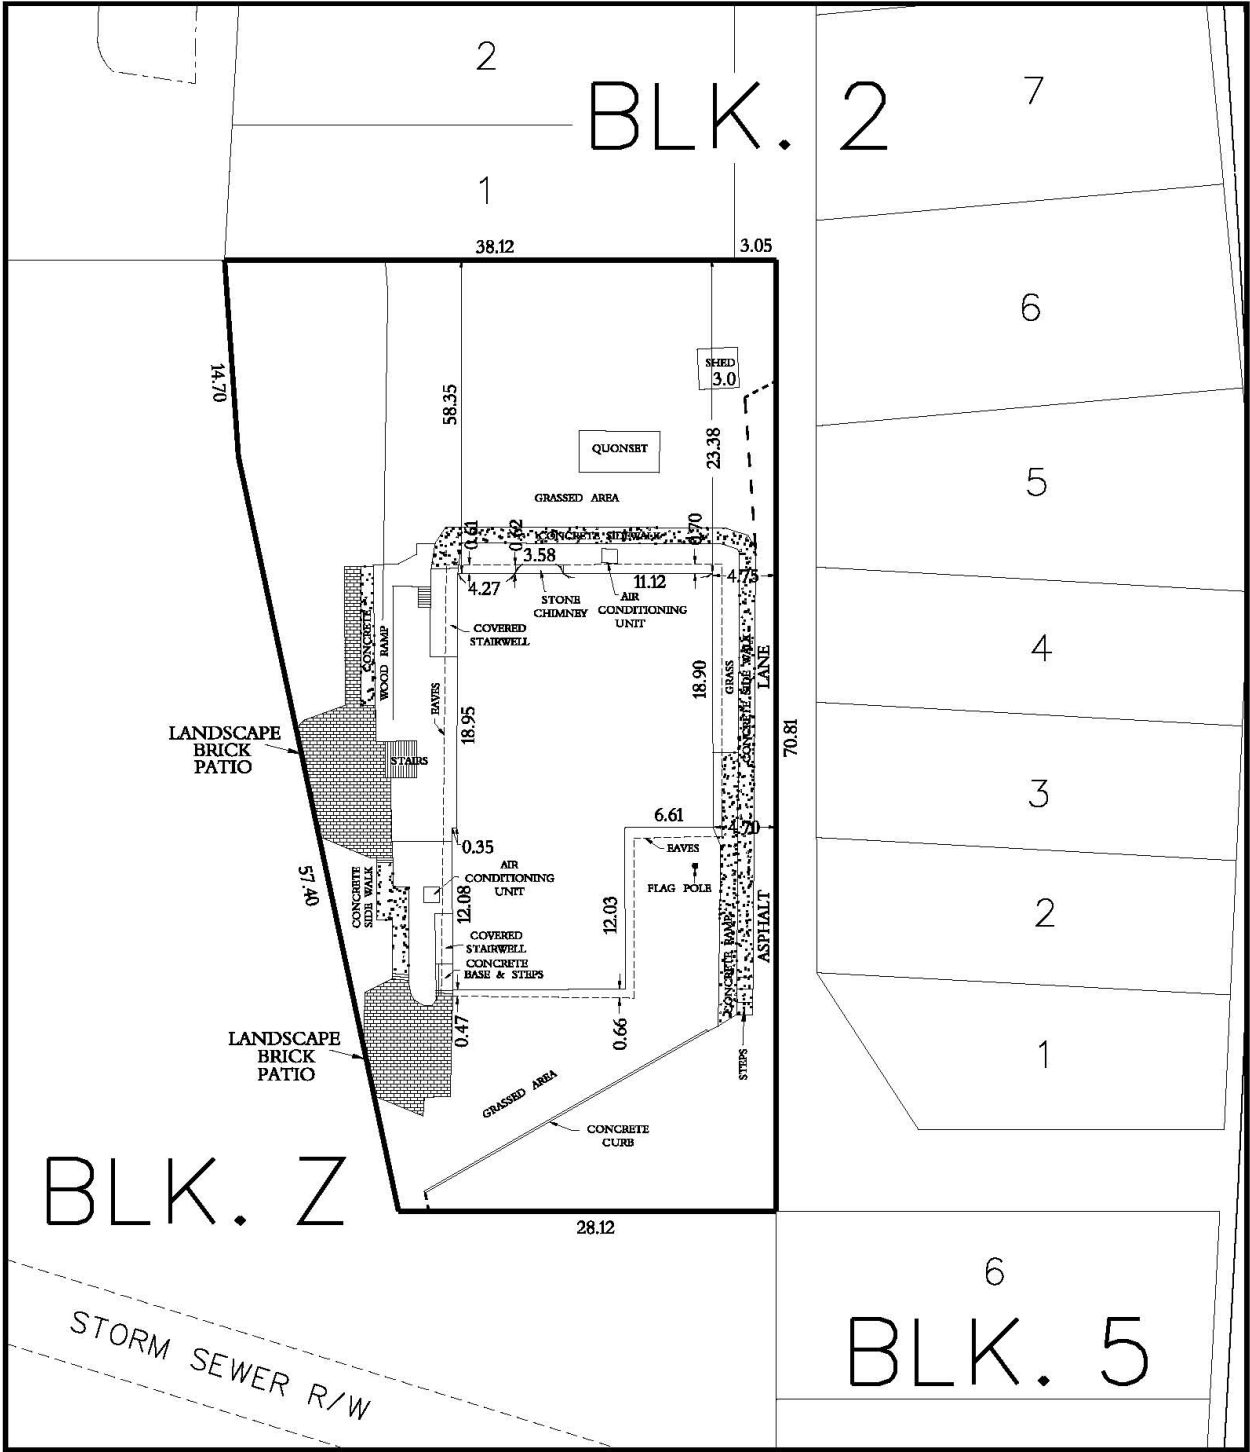 2
BLK. 2
7
1
38.12
3.05
6
14.70
SHED
3.0
58.35
23.38
QUONSET
5
GRASSED AREA
0.61
0.62
0.70
CONCRETE SIDEWALK
3.58
4.27
11.12
4.75
STONE
CHIMNEY
AIR
CONDITIONING
UNIT
CONCRETE
WOOD RAMP
COVERED
STAIRWELL
4
EAVES
18.95
18.90
GRASS
CONCRETE SIDE WALK
LANE
70.81
LANDSCAPE
BRICK
PATIO
STAIRS
3
6.61
4.70
0.35
EAVES
57.40
CONCRETE
SIDE WALK
AIR
CONDITIONING
UNIT
12.08
FLAG POLE
12.03
2
CONCRETE RAMP
ASPHALT
COVERED
STAIRWELL
CONCRETE
BASE & STEPS
0.47
0.66
LANDSCAPE
BRICK
PATIO
STEPS
1
GRASSED AREA
CONCRETE
CURB
BLK. Z
28.12
6
STORM SEWER R/W
BLK. 5